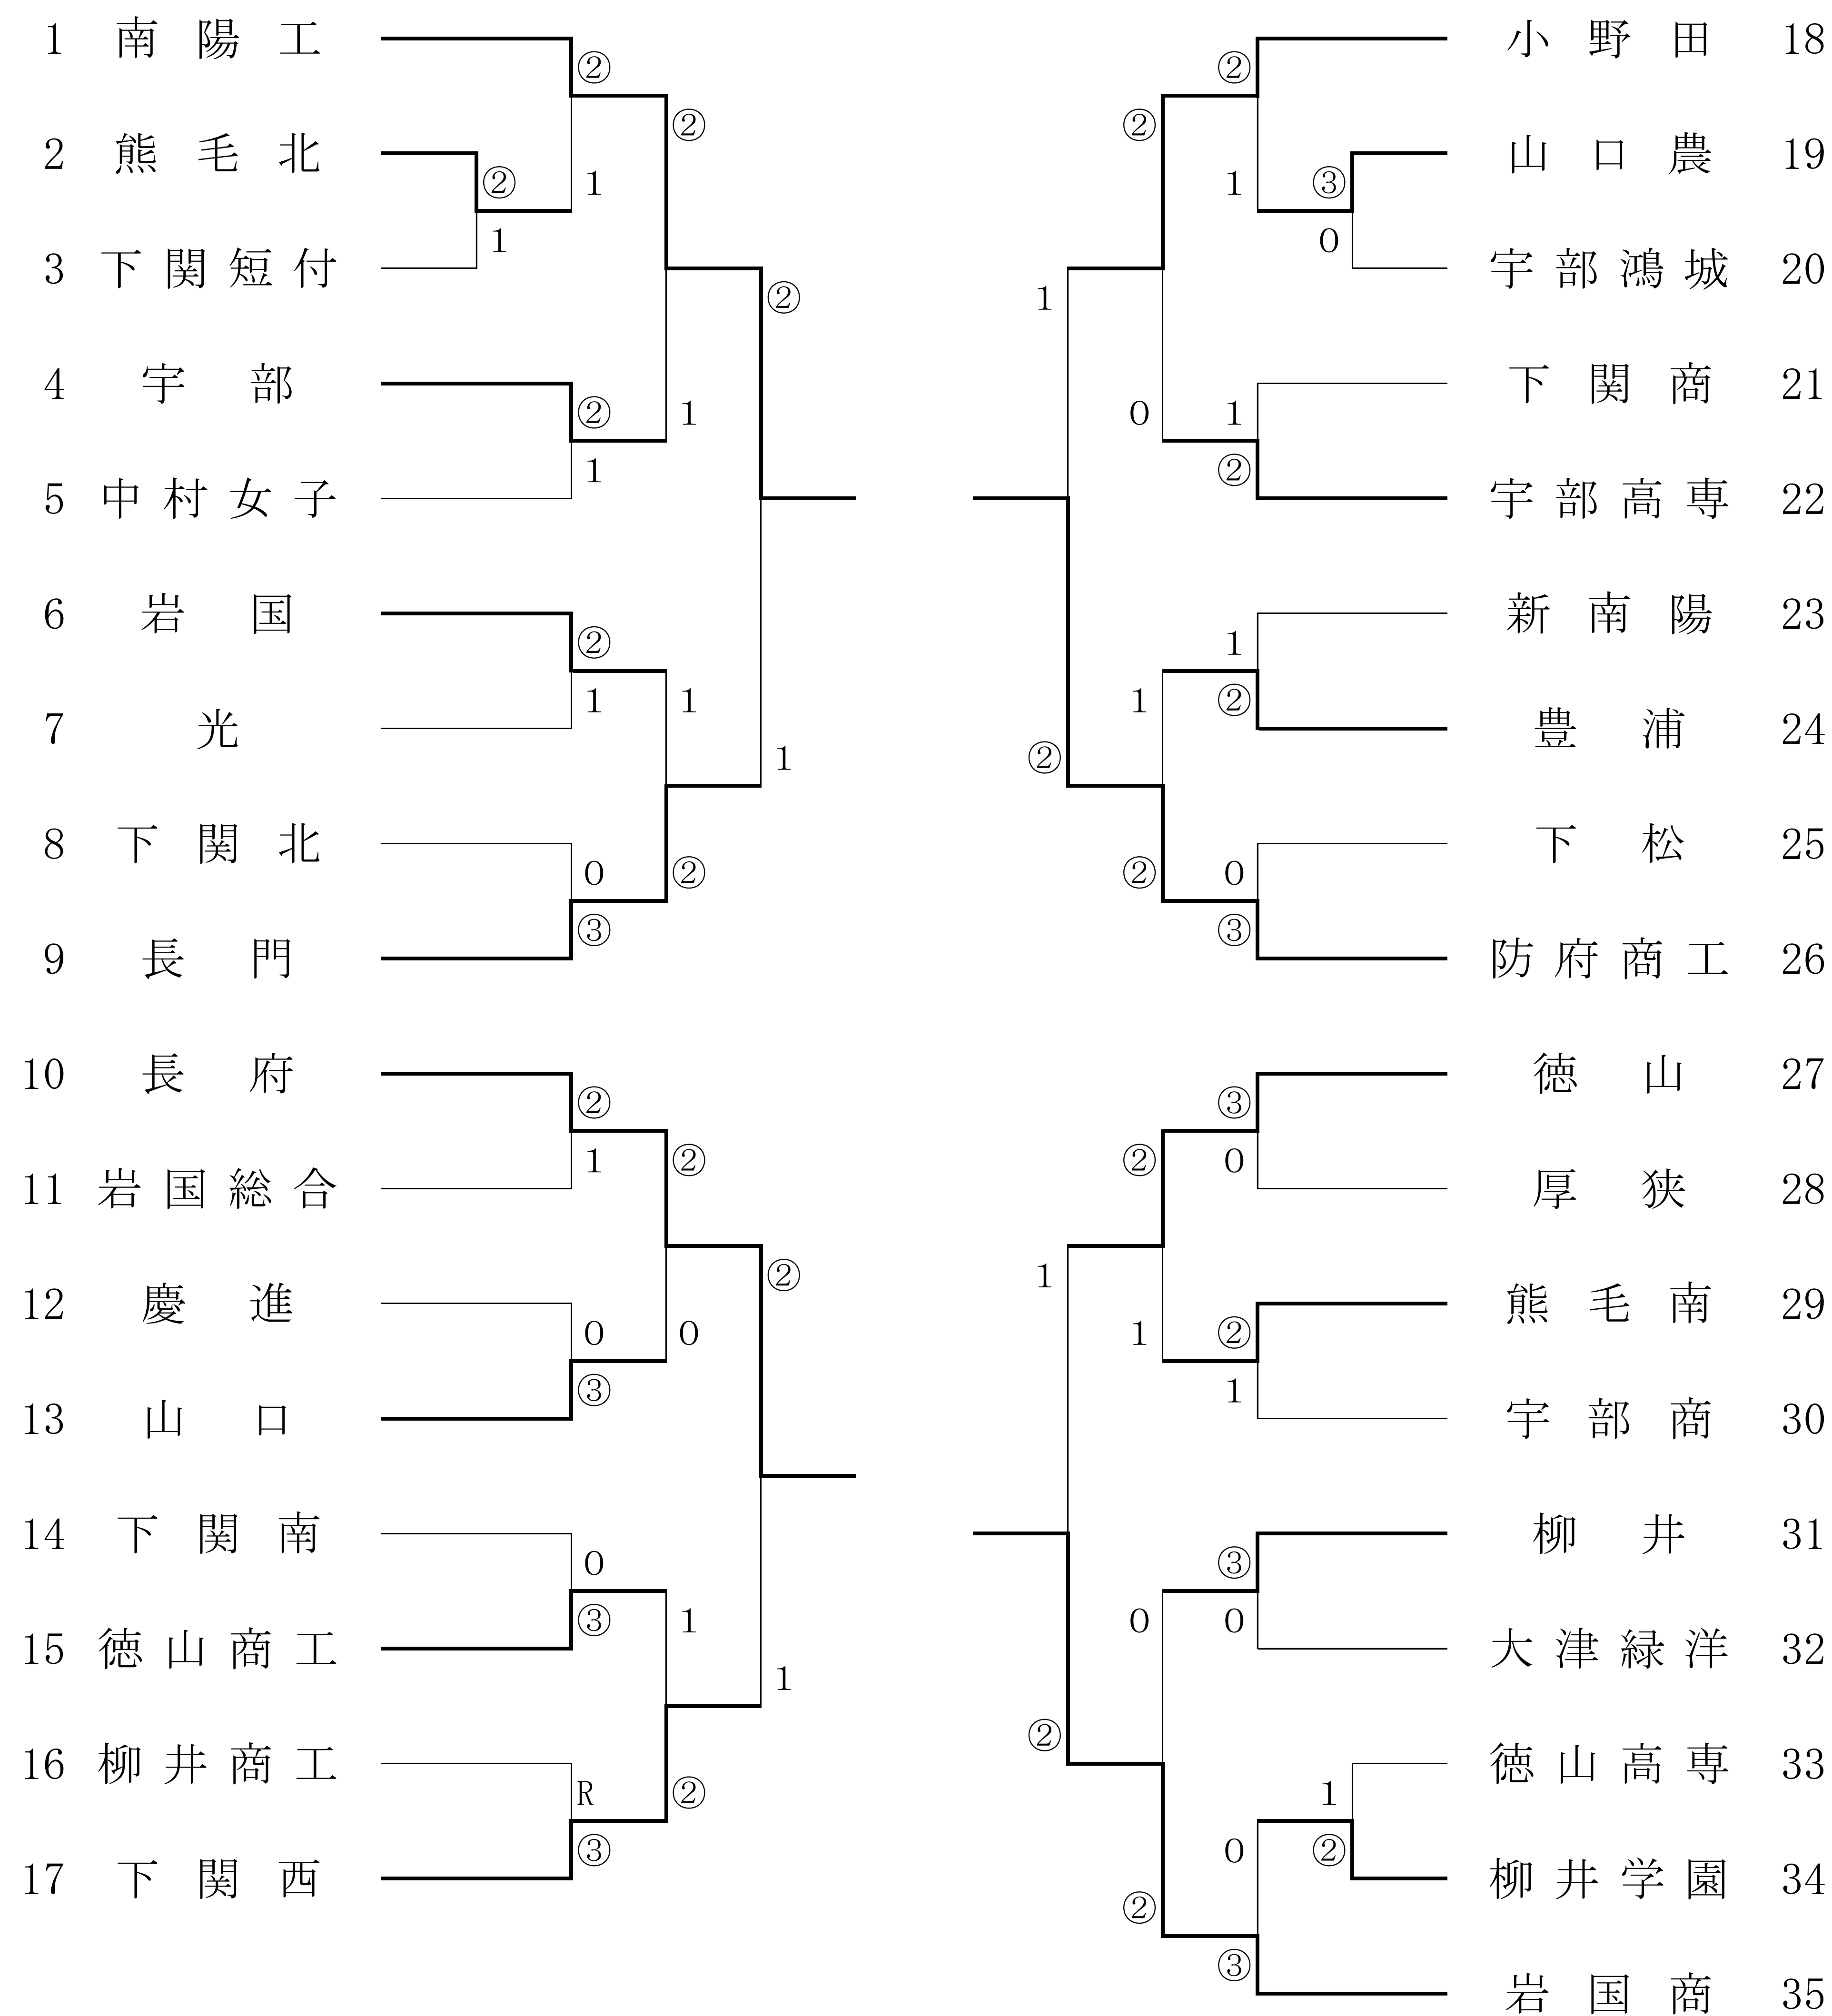 1 南陽工
2 熊毛北
3 下関短付
4 宇部
5 中村女子
6 岩国
7 光
8 下関北
9 長門
10 長府
11 岩国総合
12 慶進
13 山口
14 下関南
15 徳山商工
16 柳井商工
17 下関西
②
②
②
1
1
②
②
1
1
②
1
1
1
0
②
③
②
1
②
②
0
0
③
0
③
1
1
R
②
③
②
②
1
③
0
1
0
1
②
1
1
②
②
②
0
③
③
②
0
1
1
②
1
③
0
0
②
1
0
②
②
③
小野田 18
山口農 19
宇部鴻城 20
下関商 21
宇部高専 22
新南陽 23
豊浦 24
下松 25
防府商工 26
徳山 27
厚狭 28
熊毛南 29
宇部商 30
柳井 31
大津緑洋 32
徳山高専 33
柳井学園 34
岩国商 35